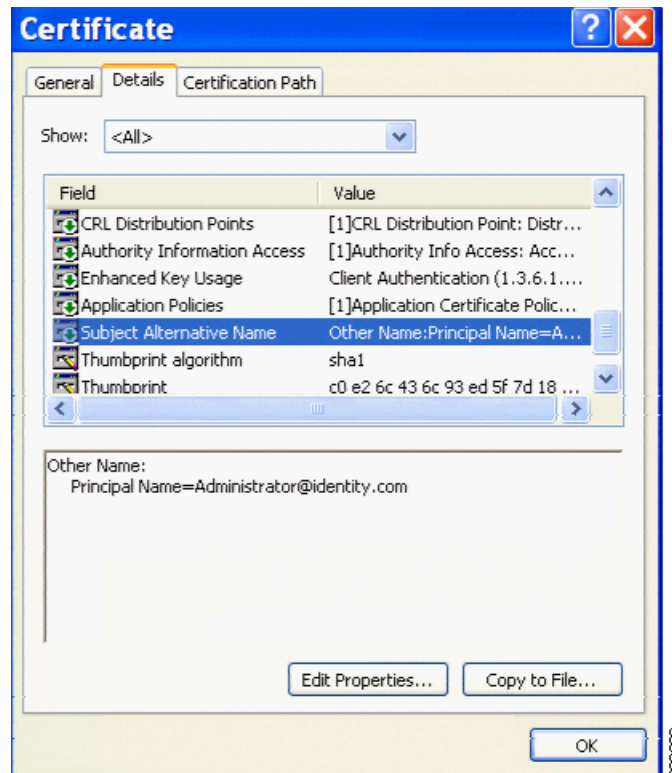 Certificate
General Details Certification Path
Show: <All>
Field Value
CRL Distribution Points [1]CRL Distribution Point: Distr...
Authority Information Access [1]Authority Info Access: Acc...
Enhanced Key Usage Client Authentication (1.3.6.1....
Application Policies [1]Application Certificate Polic...
Subject Alternative Name Other Name:Principal Name=A...
Thumbprint algorithm sha1
Thumbprint c0 e2 6c 43 6c 93 ed 5f 7d 18 ...
Other Name:
Principal Name=Administrator@identity.com
Edit Properties... Copy to File...
OK